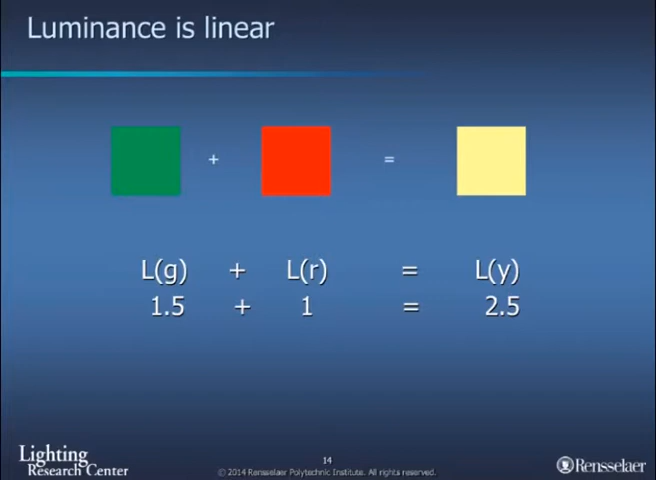 Luminance is linear
+ =
L(g) + L(r) = L(y)
1.5 + 1 = 2.5
Lighting
Research Center
14
© 2014 Rensselaer Polytechnic Institute. All rights reserved.
Rensselaer